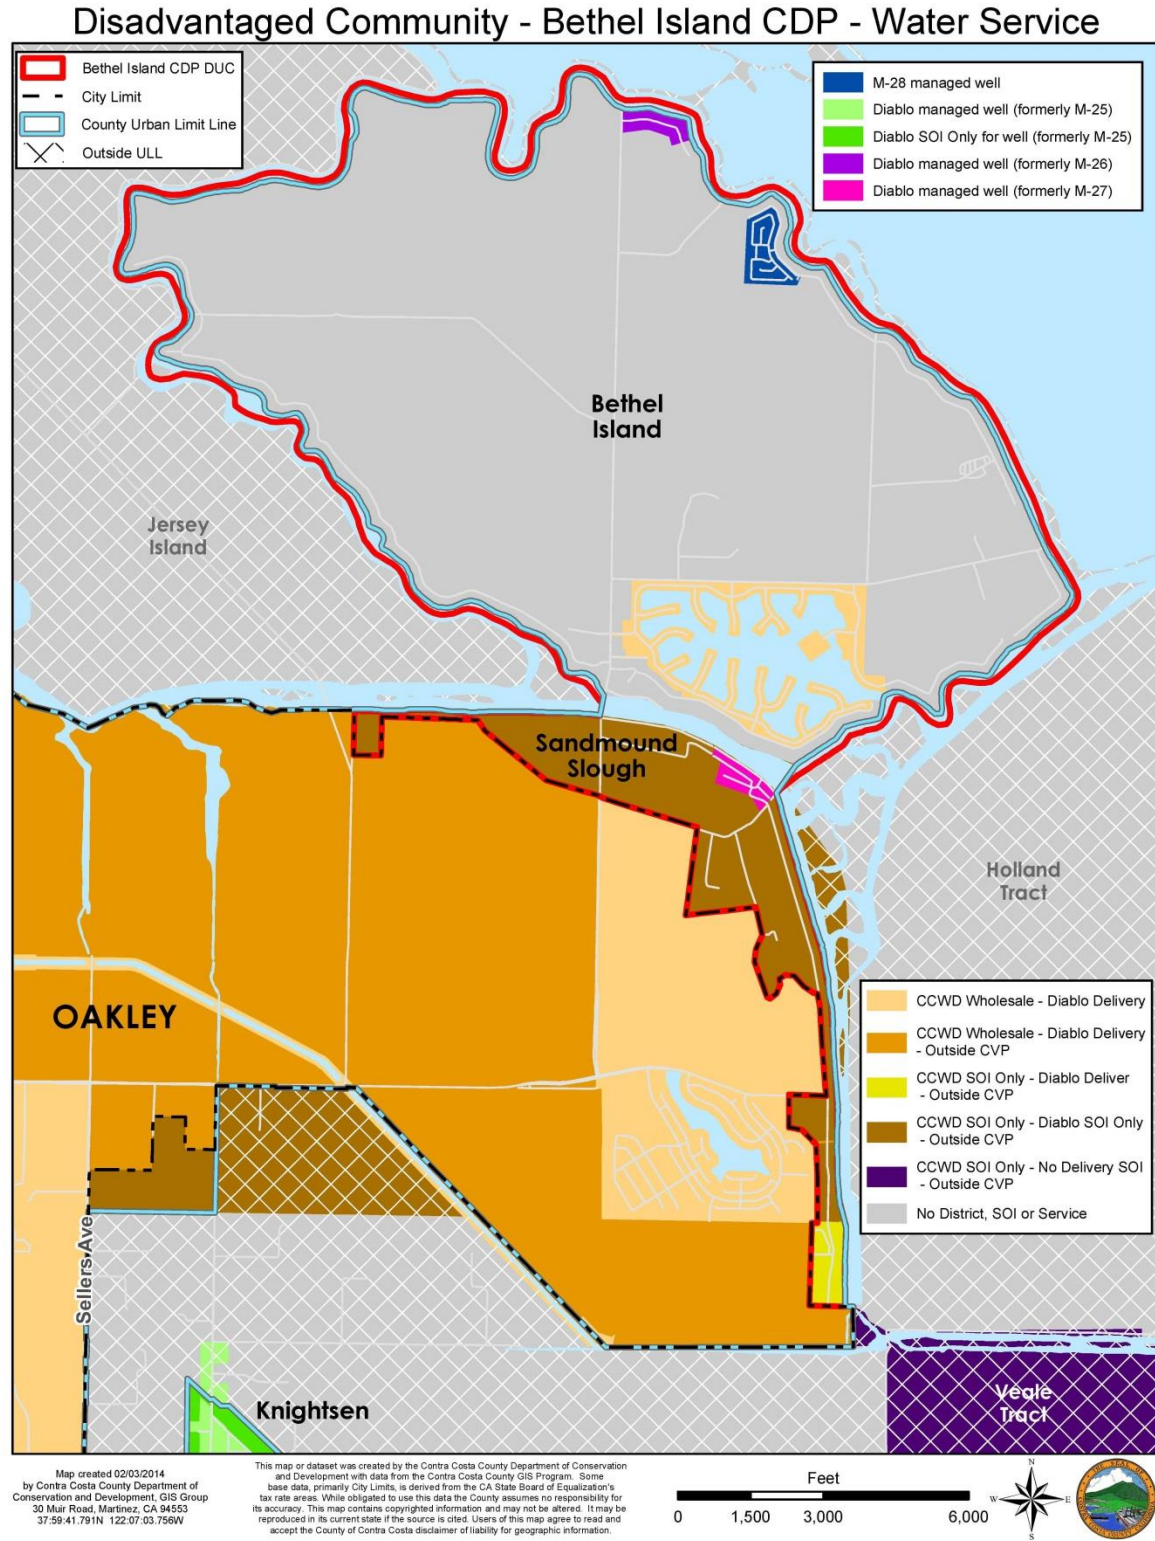 Disadvantaged Community - Bethel Island CDP - Water Service
Bethel Island CDP DUC
City Limit
County Urban Limit Line
Outside ULL
M-28 managed well
Diablo managed well (formerly M-25)
Diablo SOI Only for well (formerly M-25)
Diablo managed well (formerly M-26)
Diablo managed well (formerly M-27)
Bethel
Island
Jersey
Island
Sandmound
Slough
Holland
Tract
OAKLEY
CCWD Wholesale - Diablo Delivery
CCWD Wholesale - Diablo Delivery
- Outside CVP
CCWD SOI Only - Diablo Deliver
- Outside CVP
CCWD SOI Only - Diablo SOI Only
- Outside CVP
CCWD SOI Only - No Delivery SOI
- Outside CVP
No District, SOI or Service
Sellers Ave
Knightsen
Veale
Tract
Map created 02/03/2014
by Contra Costa County Department of
Conservation and Development, GIS Group
30 Muir Road, Martinez, CA 94553
37:59:41.791N 122:07:03.756W
This map or dataset was created by the Contra Costa County Department of Conservation
and Development with data from the Contra Costa County GIS Program. Some
base data, primarily City Limits, is derived from the CA State Board of Equalization's
tax rate areas. While obligated to use this data the County assumes no responsibility for
its accuracy. This map contains copyrighted information and may not be altered. It may be
reproduced in its current state if the source is cited. Users of this map agree to read and
accept the County of Contra Costa disclaimer of liability for geographic information.
Feet
0 1,500 3,000 6,000
N
W E
S